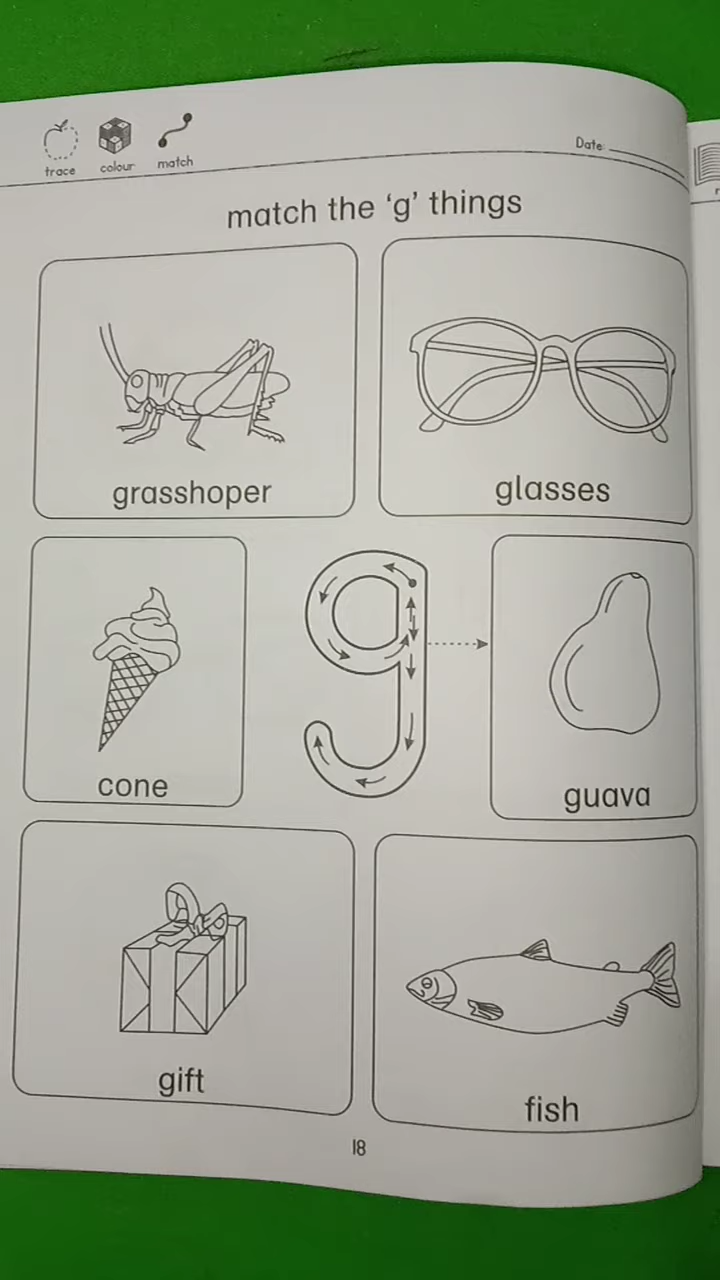 trace colour match
Date:
match the 'g' things
grasshoper
glasses
cone
g
guava
gift
fish
18